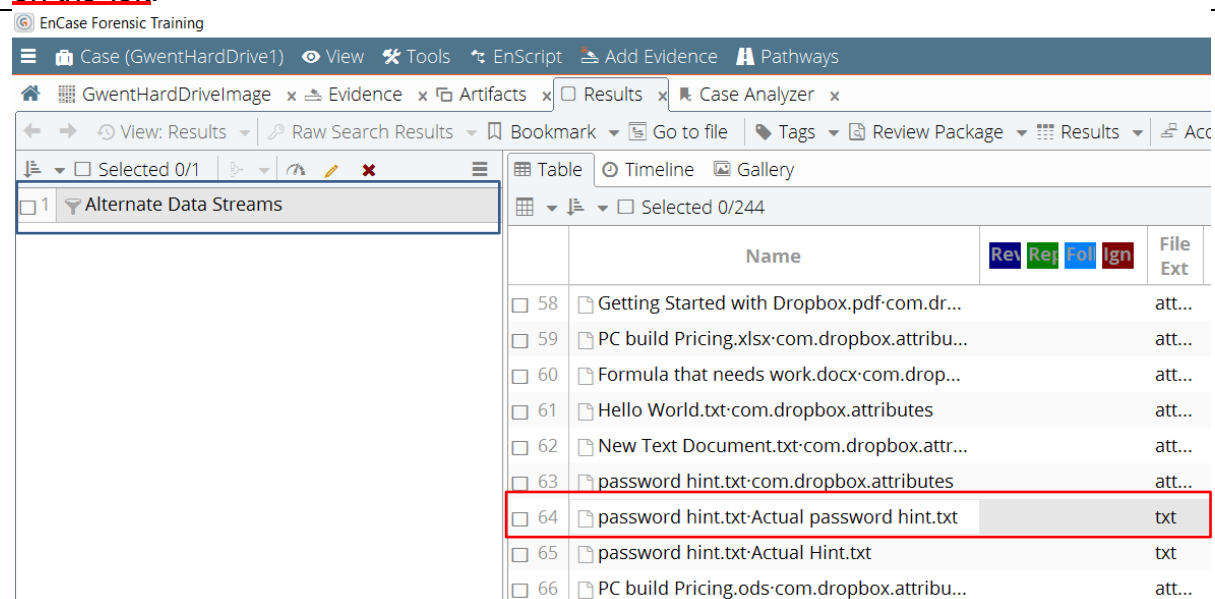 EnCase Forensic Training
Case (GwentHardDrive1) View Tools EnScript Add Evidence Pathways
GwentHardDriveImage x Evidence x Artifacts x Results x Case Analyzer x
View: Results Raw Search Results Bookmark Go to file Tags Review Package Results Acc
Selected 0/1
1 Alternate Data Streams
Table Timeline Gallery
Selected 0/244
Name Rev Rep Foll Ign File Ext
58 Getting Started with Dropbox.pdf·com.dr... att...
59 PC build Pricing.xlsx·com.dropbox.attribu... att...
60 Formula that needs work.docx·com.drop... att...
61 Hello World.txt·com.dropbox.attributes att...
62 New Text Document.txt·com.dropbox.attr... att...
63 password hint.txt·com.dropbox.attributes att...
64 password hint.txt·Actual password hint.txt txt
65 password hint.txt·Actual Hint.txt txt
66 PC build Pricing.ods·com.dropbox.attribu... att...